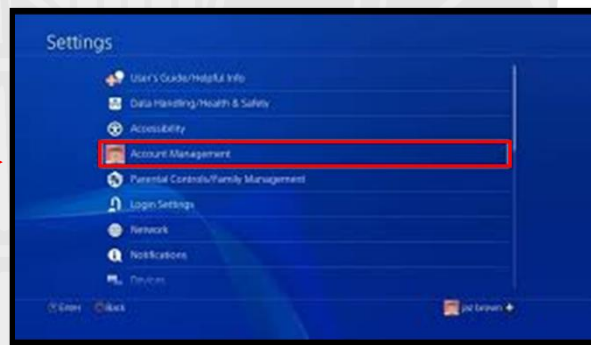 Settings
User's Guide/Helpful Info
Data Handling/Health & Safety
Accessibility
Account Management
Parental Controls/Family Management
Login Settings
Network
Notifications
Devices
Enter Back
brown